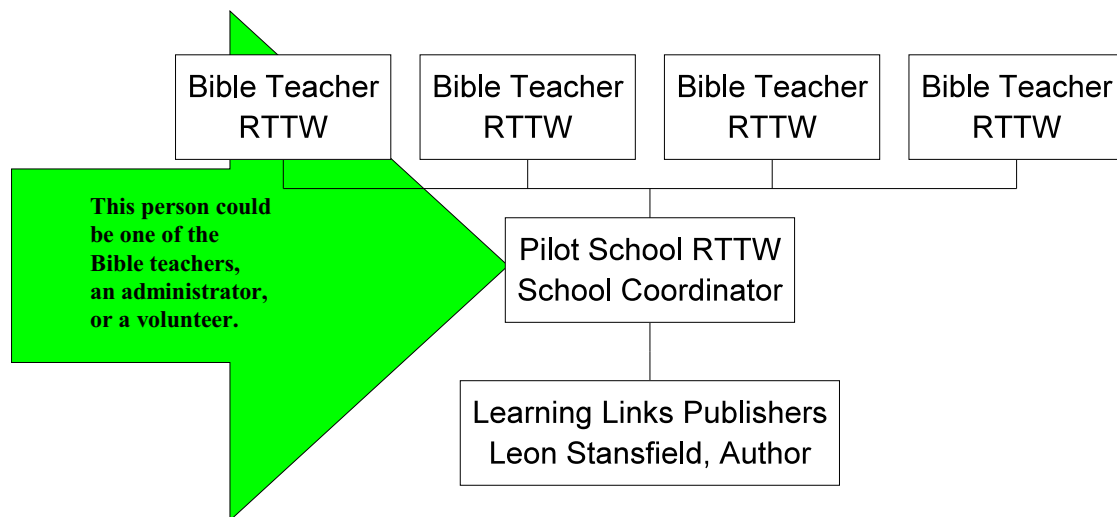 Bible Teacher
RTTW
Bible Teacher
RTTW
Bible Teacher
RTTW
Bible Teacher
RTTW
This person could
be one of the
Bible teachers,
an administrator,
or a volunteer.
Pilot School RTTW
School Coordinator
Learning Links Publishers
Leon Stansfield, Author